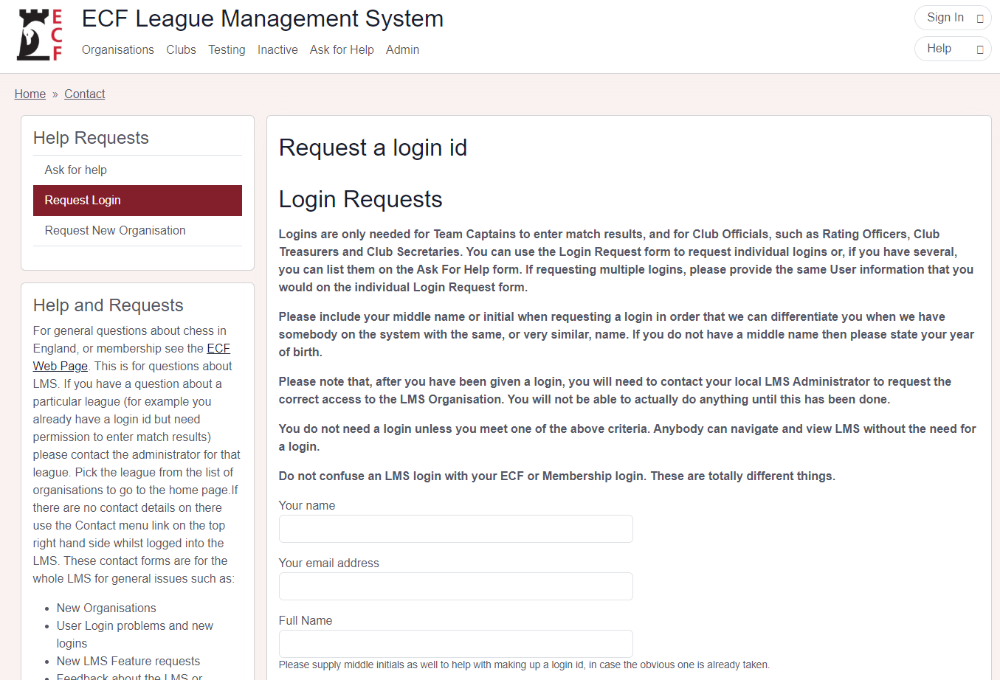 E
C
F
ECF League Management System
Sign In
Organisations Clubs Testing Inactive Ask for Help Admin
Help
Home » Contact
Help Requests
Ask for help
Request Login
Request New Organisation
Help and Requests
For general questions about chess in
England, or membership see the ECF
Web Page. This is for questions about
LMS. If you have a question about a
particular league (for example you
already have a login id but need
permission to enter match results)
please contact the administrator for that
league. Pick the league from the list of
organisations to go to the home page.If
there are no contact details on there
use the Contact menu link on the top
right hand side whilst logged into the
LMS. These contact forms are for the
whole LMS for general issues such as:
• New Organisations
• User Login problems and new
logins
• New LMS Feature requests
• Feedback about the LMS or
Request a login id
Login Requests
Logins are only needed for Team Captains to enter match results, and for Club Officials, such as Rating Officers, Club
Treasurers and Club Secretaries. You can use the Login Request form to request individual logins or, if you have several,
you can list them on the Ask For Help form. If requesting multiple logins, please provide the same User information that you
would on the individual Login Request form.
Please include your middle name or initial when requesting a login in order that we can differentiate you when we have
somebody on the system with the same, or very similar, name. If you do not have a middle name then please state your year
of birth.
Please note that, after you have been given a login, you will need to contact your local LMS Administrator to request the
correct access to the LMS Organisation. You will not be able to actually do anything until this has been done.
You do not need a login unless you meet one of the above criteria. Anybody can navigate and view LMS without the need for
a login.
Do not confuse an LMS login with your ECF or Membership login. These are totally different things.
Your name
Your email address
Full Name
Please supply middle initials as well to help with making up a login id, in case the obvious one is already taken.